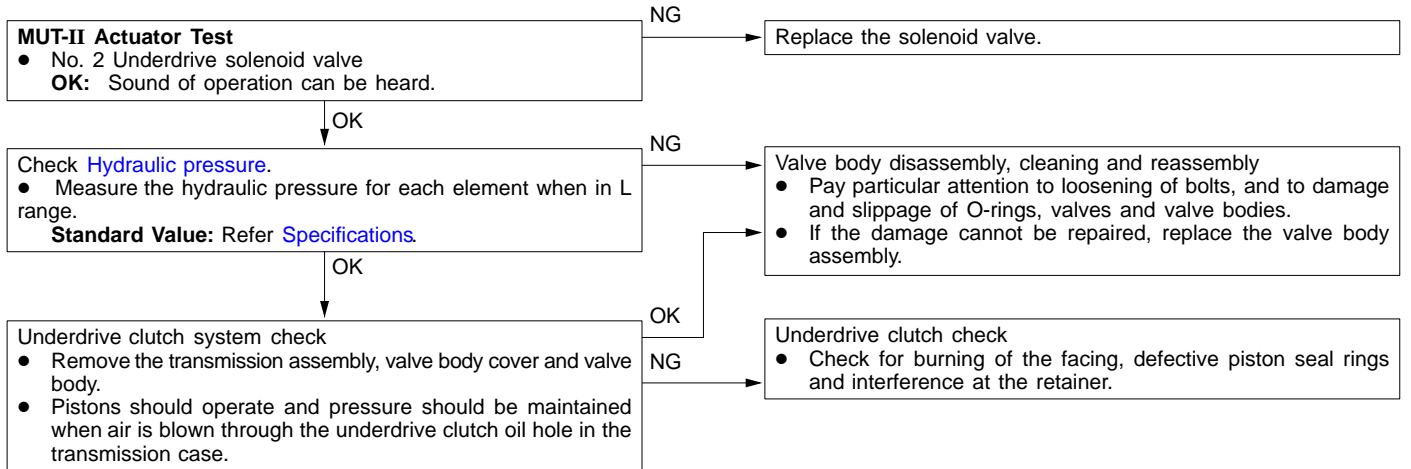 MUT-II Actuator Test
● No. 2 Underdrive solenoid valve
OK: Sound of operation can be heard.
NG
Replace the solenoid valve.
OK
Check Hydraulic pressure.
● Measure the hydraulic pressure for each element when in L
range.
Standard Value: Refer Specifications.
NG
Valve body disassembly, cleaning and reassembly
● Pay particular attention to loosening of bolts, and to damage
and slippage of O-rings, valves and valve bodies.
● If the damage cannot be repaired, replace the valve body
assembly.
OK
Underdrive clutch system check
● Remove the transmission assembly, valve body cover and valve
body.
● Pistons should operate and pressure should be maintained
when air is blown through the underdrive clutch oil hole in the
transmission case.
OK
NG
Underdrive clutch check
● Check for burning of the facing, defective piston seal rings
and interference at the retainer.